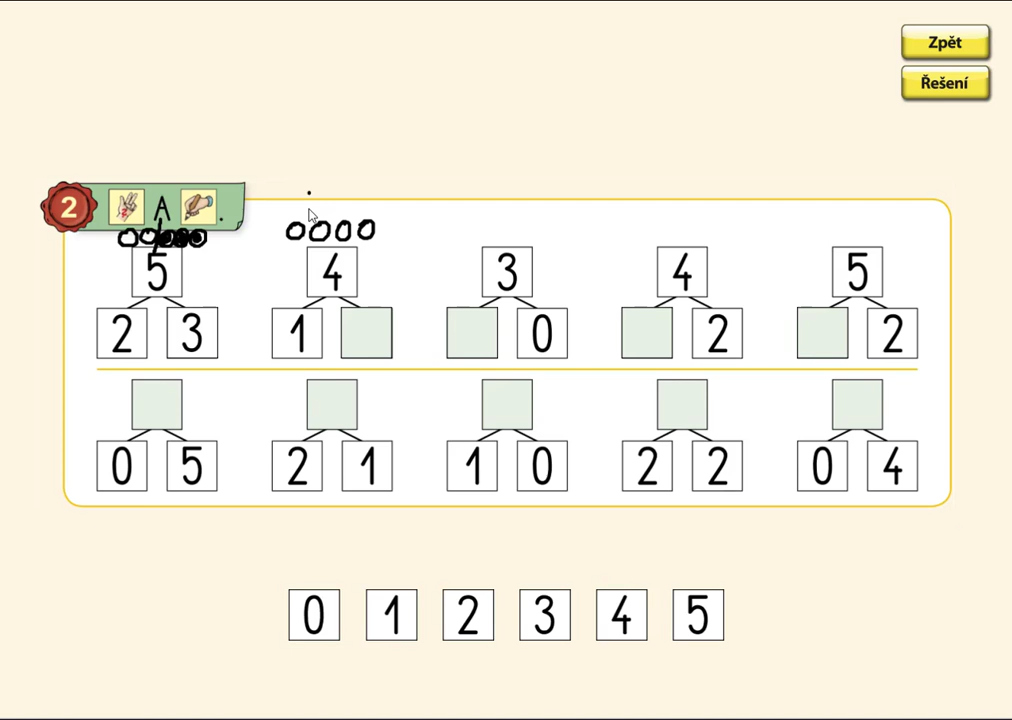 Zpět
Řešení
2 A .
5 4 3 4 5
2 3 1 0 2 2
0 5 2 1 1 0 2 2 0 4
0 1 2 3 4 5